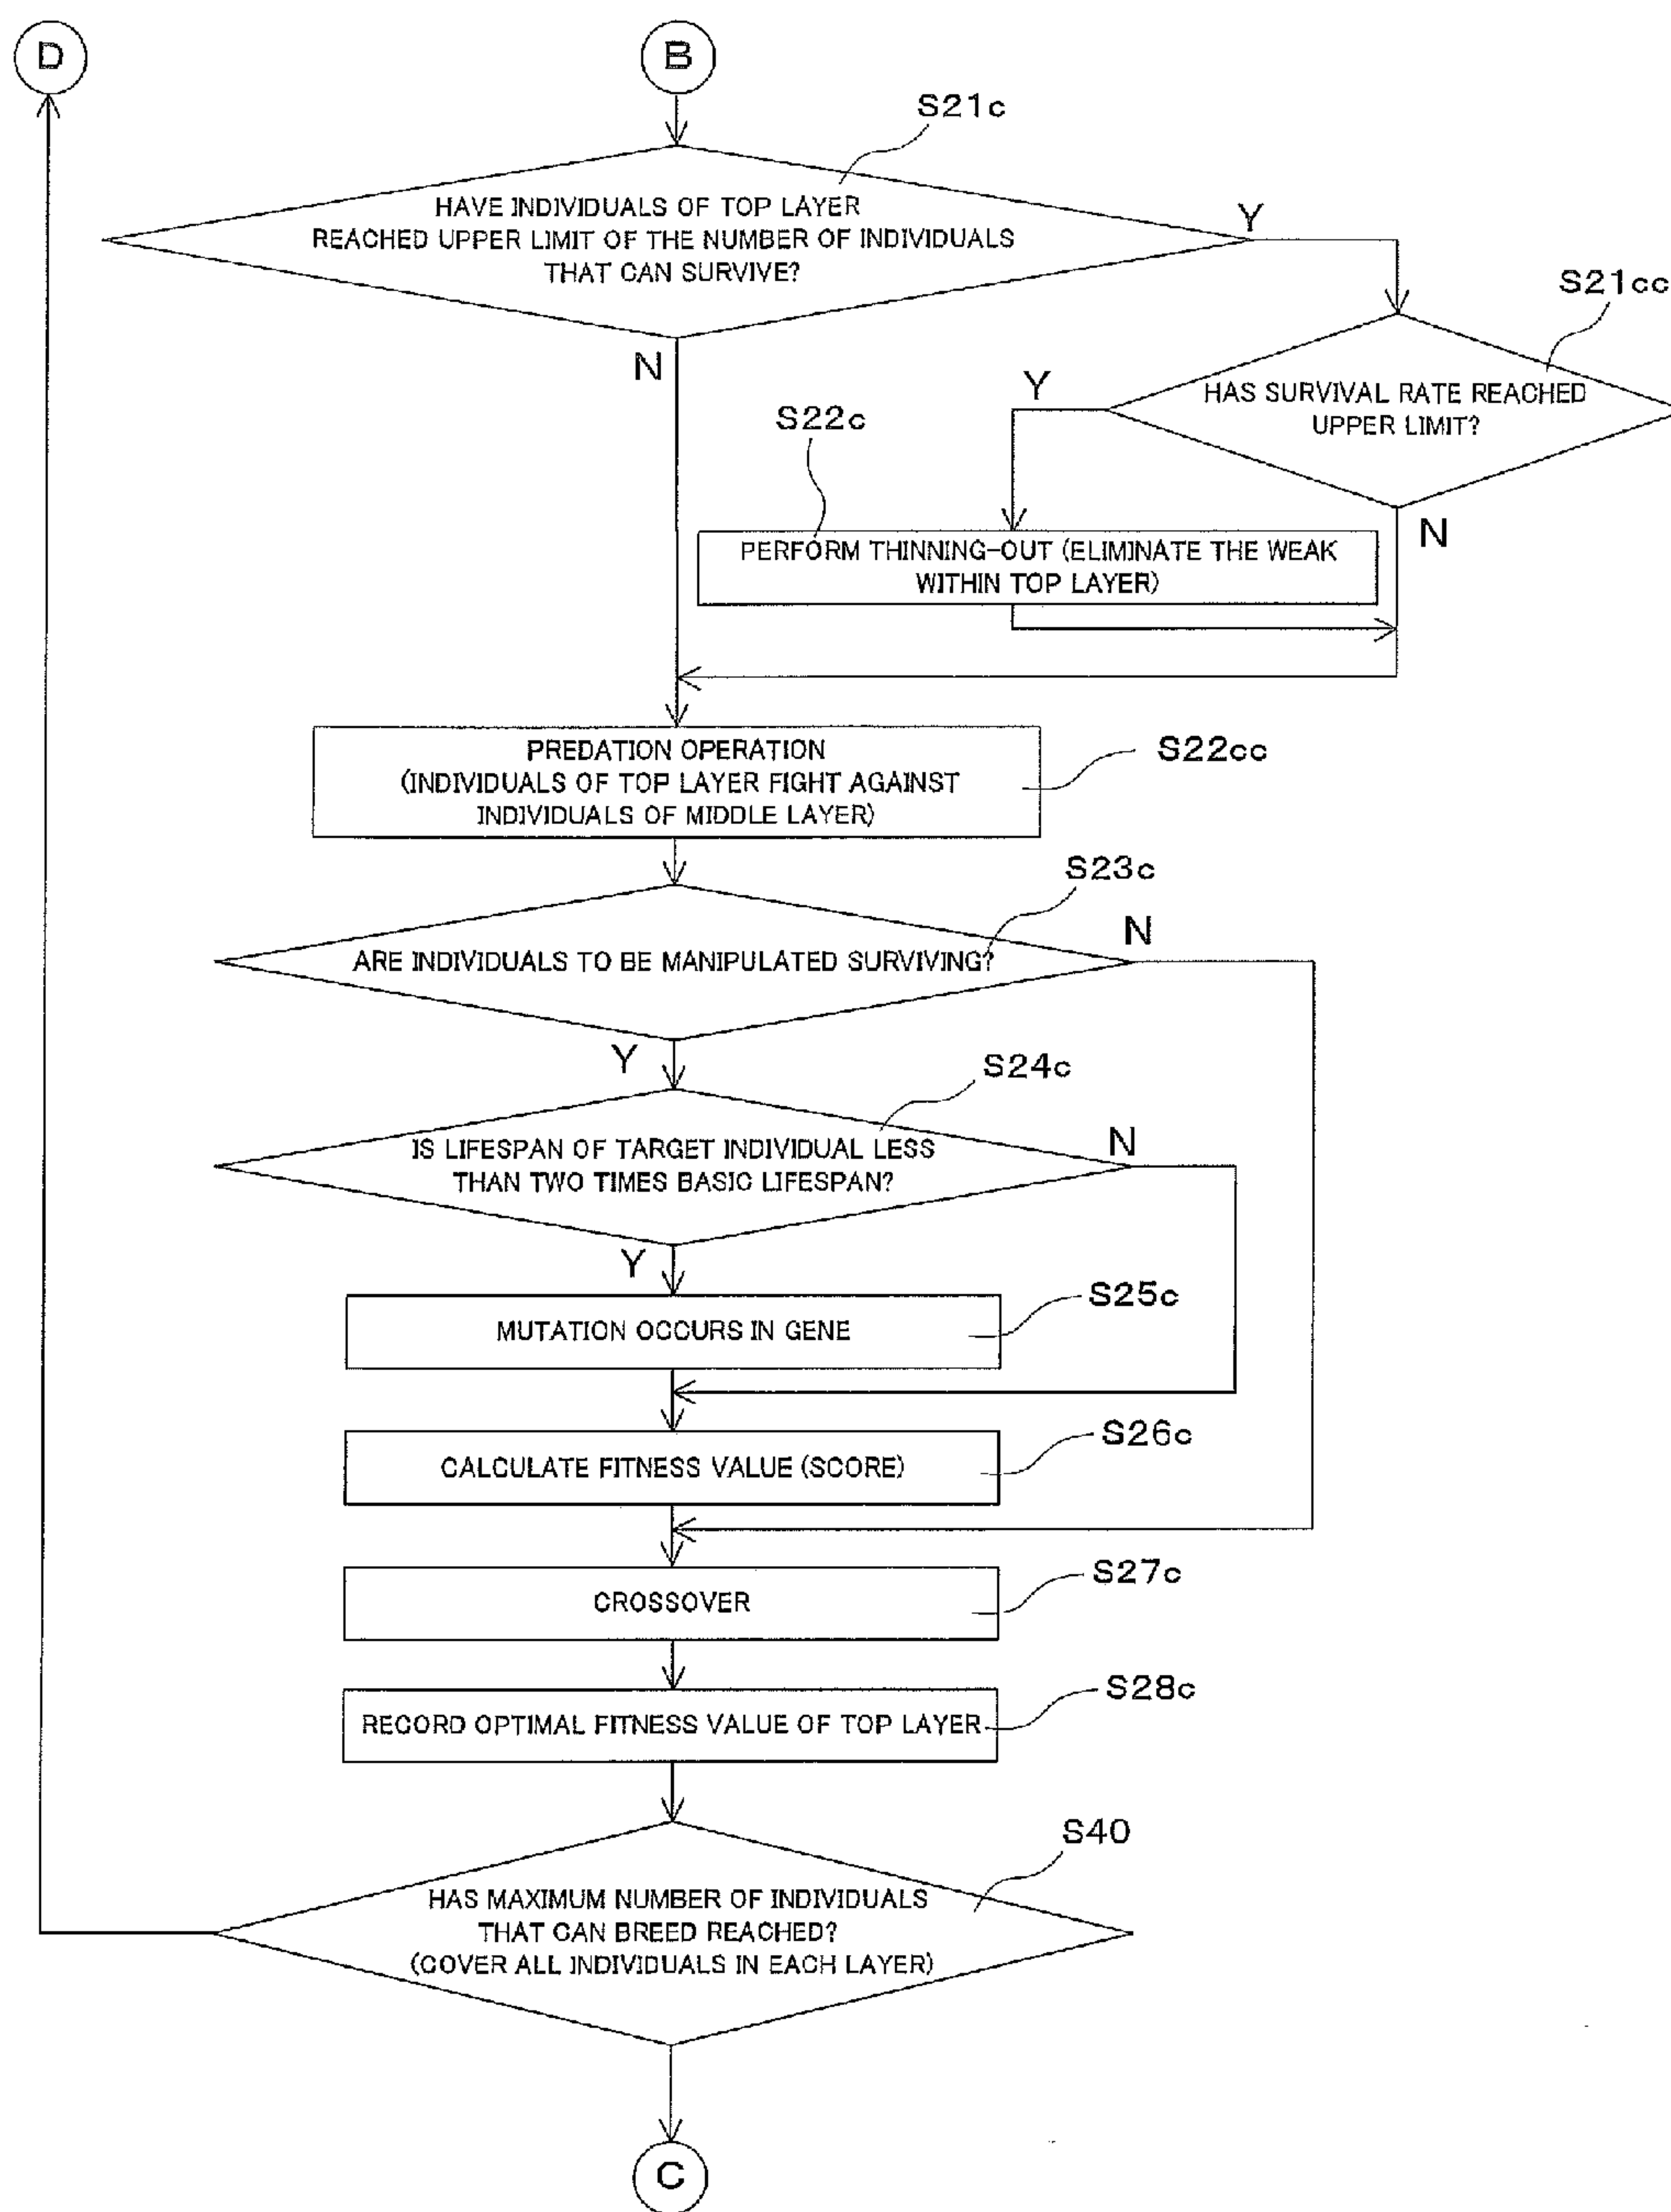 D
B
S21c
HAVE INDIVIDUALS OF TOP LAYER
REACHED UPPER LIMIT OF THE NUMBER OF INDIVIDUALS
THAT CAN SURVIVE?
Y
S21cc
N
Y
HAS SURVIVAL RATE REACHED
UPPER LIMIT?
S22c
N
PERFORM THINNING-OUT (ELIMINATE THE WEAK
WITHIN TOP LAYER)
PREDATION OPERATION
(INDIVIDUALS OF TOP LAYER FIGHT AGAINST
INDIVIDUALS OF MIDDLE LAYER)
S22cc
S23c
N
ARE INDIVIDUALS TO BE MANIPULATED SURVIVING?
Y
S24c
N
IS LIFESPAN OF TARGET INDIVIDUAL LESS
THAN TWO TIMES BASIC LIFESPAN?
Y
S25c
MUTATION OCCURS IN GENE
S26c
CALCULATE FITNESS VALUE (SCORE)
S27c
CROSSOVER
S28c
RECORD OPTIMAL FITNESS VALUE OF TOP LAYER
S40
HAS MAXIMUM NUMBER OF INDIVIDUALS
THAT CAN BREED REACHED?
(COVER ALL INDIVIDUALS IN EACH LAYER)
C